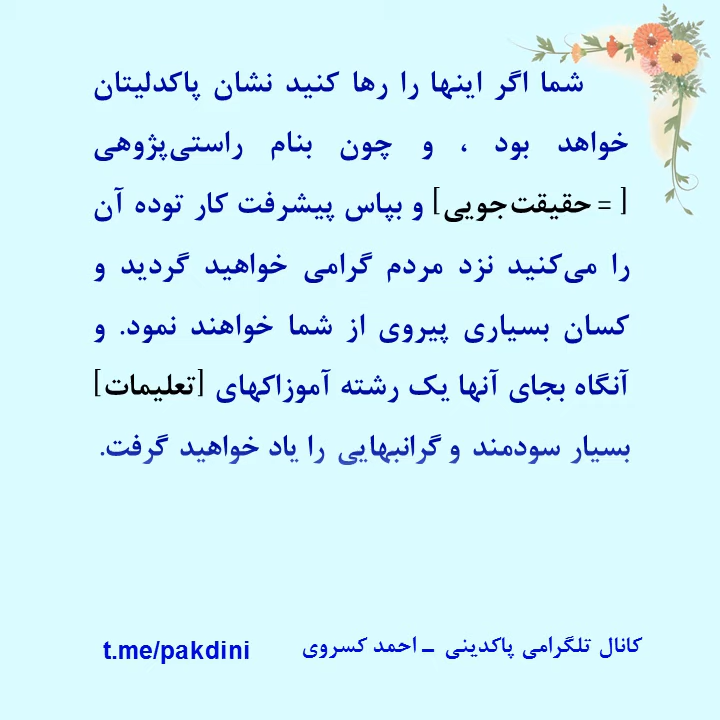 شما اگر اینها را رها کنید نشان پاکدلیتان
خواهد بود ، و چون بنام راستی‌پژوهی
[ = حقیقت‌جویی] و بپاس پیشرفت کار توده آن
را می‌کنید نزد مردم گرامی خواهید گردید و
کسان بسیاری پیروی از شما خواهند نمود. و
آنگاه بجای آنها یک رشته آموزاکهای [تعلیمات]
بسیار سودمند و گرانبهایی را یاد خواهید گرفت.
کانال تلگرامی پاکدینی ـ احمد کسروی t.me/pakdini